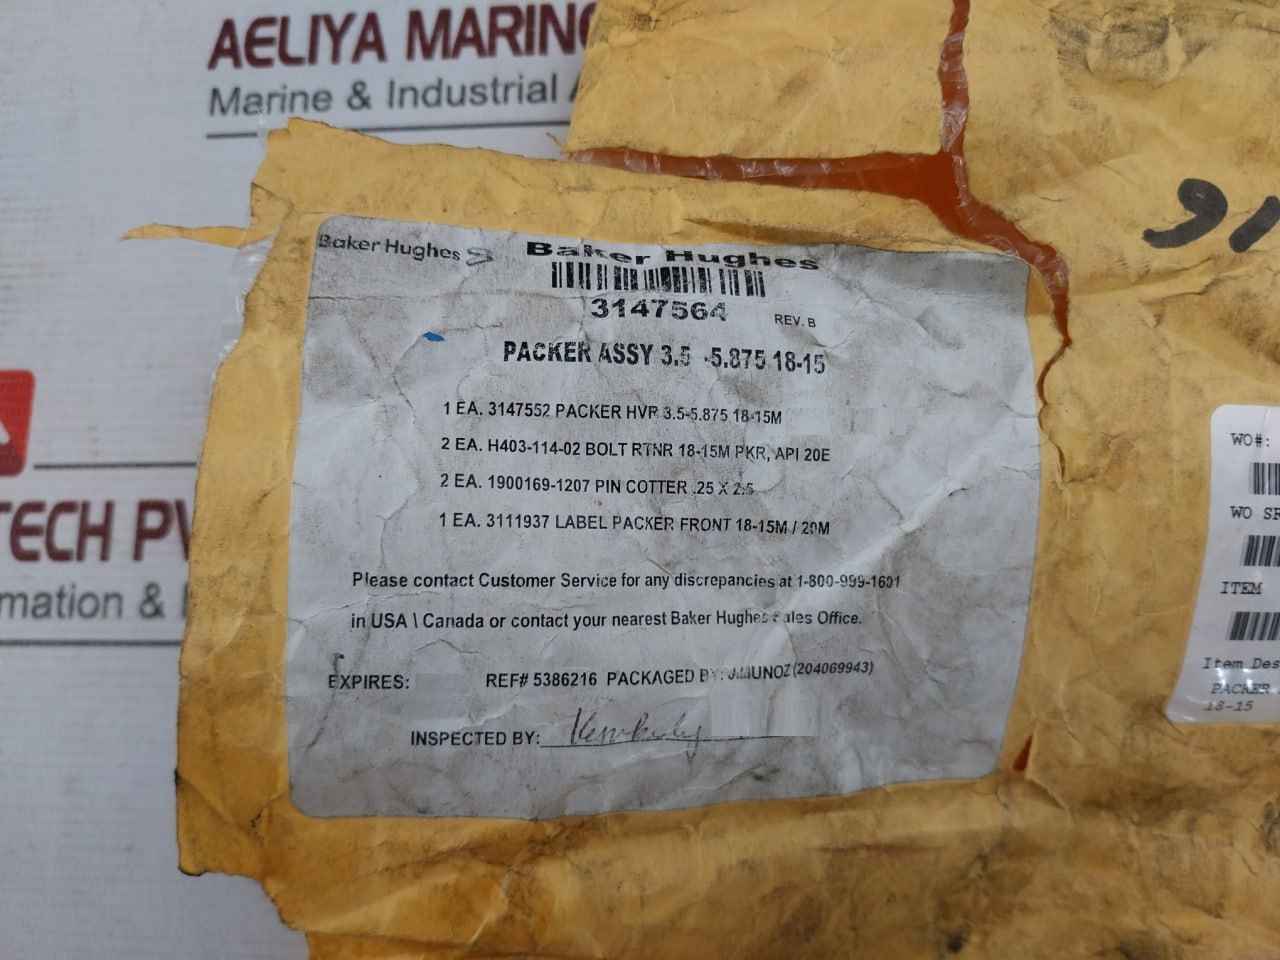 AELIYA MARINE
Marine & Industrial
TECH PV
mation &
Baker Hughes
Baker Hughes
3147564
REV. B
PACKER ASSY 3.5 -5.875 18-15
1 EA. 3147552 PACKER HVR 3.5-5.875 18-15M
2 EA. H403-114-02 BOLT RTNR 18-15M PKR, API 20E
2 EA. 1900169-1207 PIN COTTER .25 X 2.5
1 EA. 3111937 LABEL PACKER FRONT 18-15M / 20M
Please contact Customer Service for any discrepancies at 1-800-999-1601
in USA \ Canada or contact your nearest Baker Hughes Sales Office.
EXPIRES: REF# 5386216 PACKAGED BY: J.MUNOZ (204069943)
INSPECTED BY:
91
WO#:
WO SE
ITEM
Item Des
PACKER
18-15